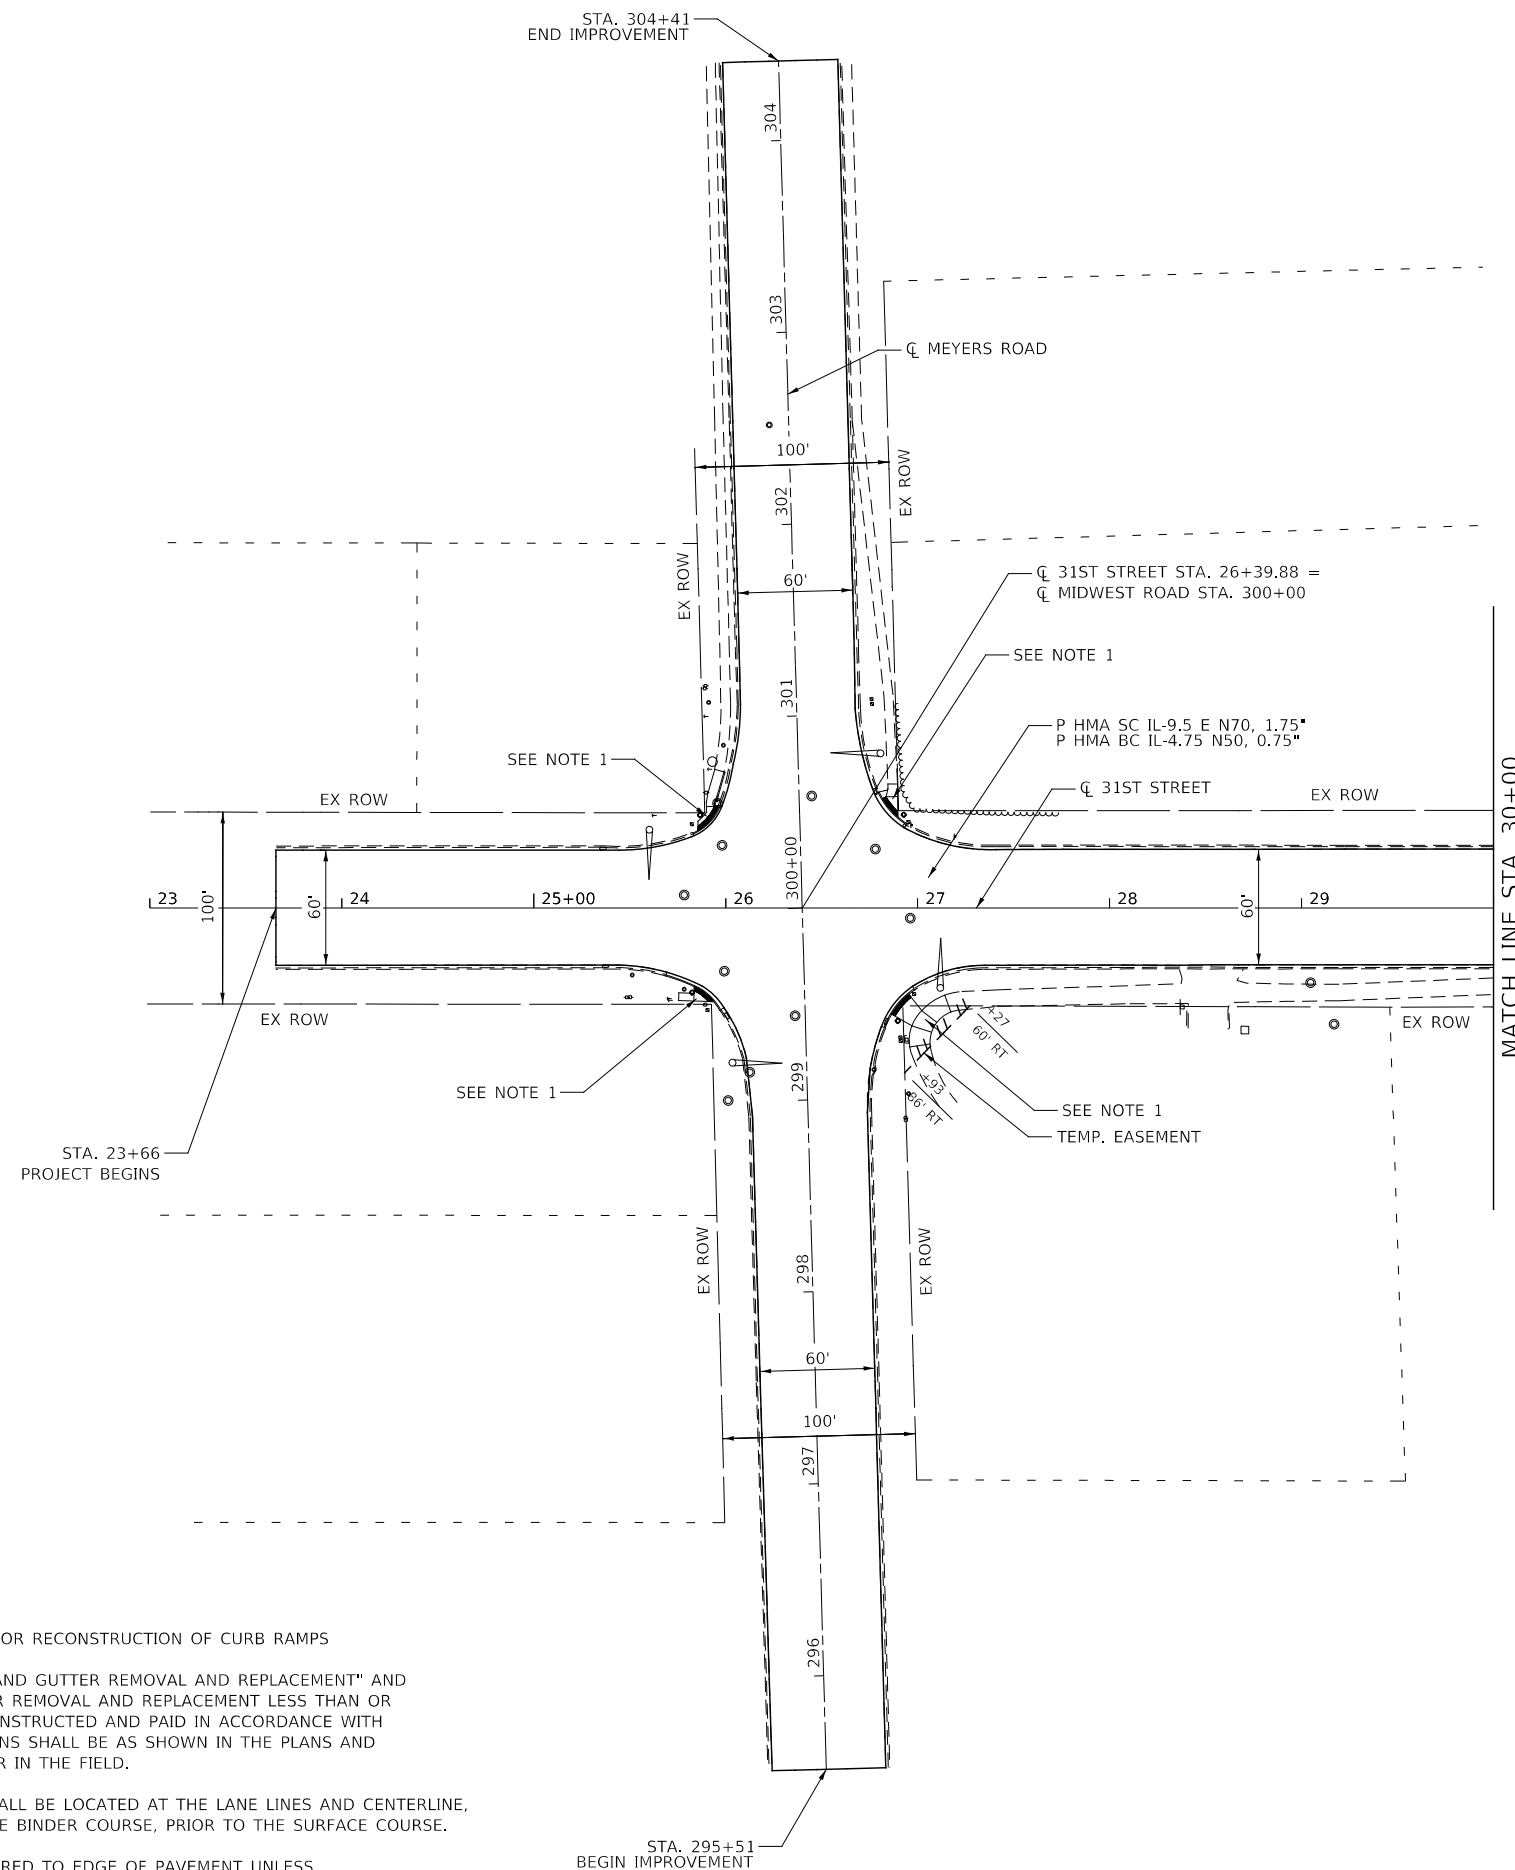 STA. 304+41
END IMPROVEMENT
304
303
℄ MEYERS ROAD
100'
EX ROW
302
EX ROW
60'
℄ 31ST STREET STA. 26+39.88 =
℄ MIDWEST ROAD STA. 300+00
SEE NOTE 1
301
P HMA SC IL-9.5 E N70, 1.75"
P HMA BC IL-4.75 N50, 0.75"
SEE NOTE 1
℄ 31ST STREET
EX ROW
EX ROW
MATCH LINE STA. 30+00
300+00
23
100'
24
60'
25+00
26
27
28
60'
29
EX ROW
EX ROW
+27
60' RT
299
+93
86' RT
SEE NOTE 1
SEE NOTE 1
TEMP. EASEMENT
STA. 23+66
PROJECT BEGINS
EX ROW
EX ROW
298
60'
100'
297
296
OR RECONSTRUCTION OF CURB RAMPS
AND GUTTER REMOVAL AND REPLACEMENT" AND
R REMOVAL AND REPLACEMENT LESS THAN OR
NSTRUCTED AND PAID IN ACCORDANCE WITH
NS SHALL BE AS SHOWN IN THE PLANS AND
R IN THE FIELD.
ALL BE LOCATED AT THE LANE LINES AND CENTERLINE,
E BINDER COURSE, PRIOR TO THE SURFACE COURSE.
RED TO EDGE OF PAVEMENT UNLESS
STA. 295+51
BEGIN IMPROVEMENT